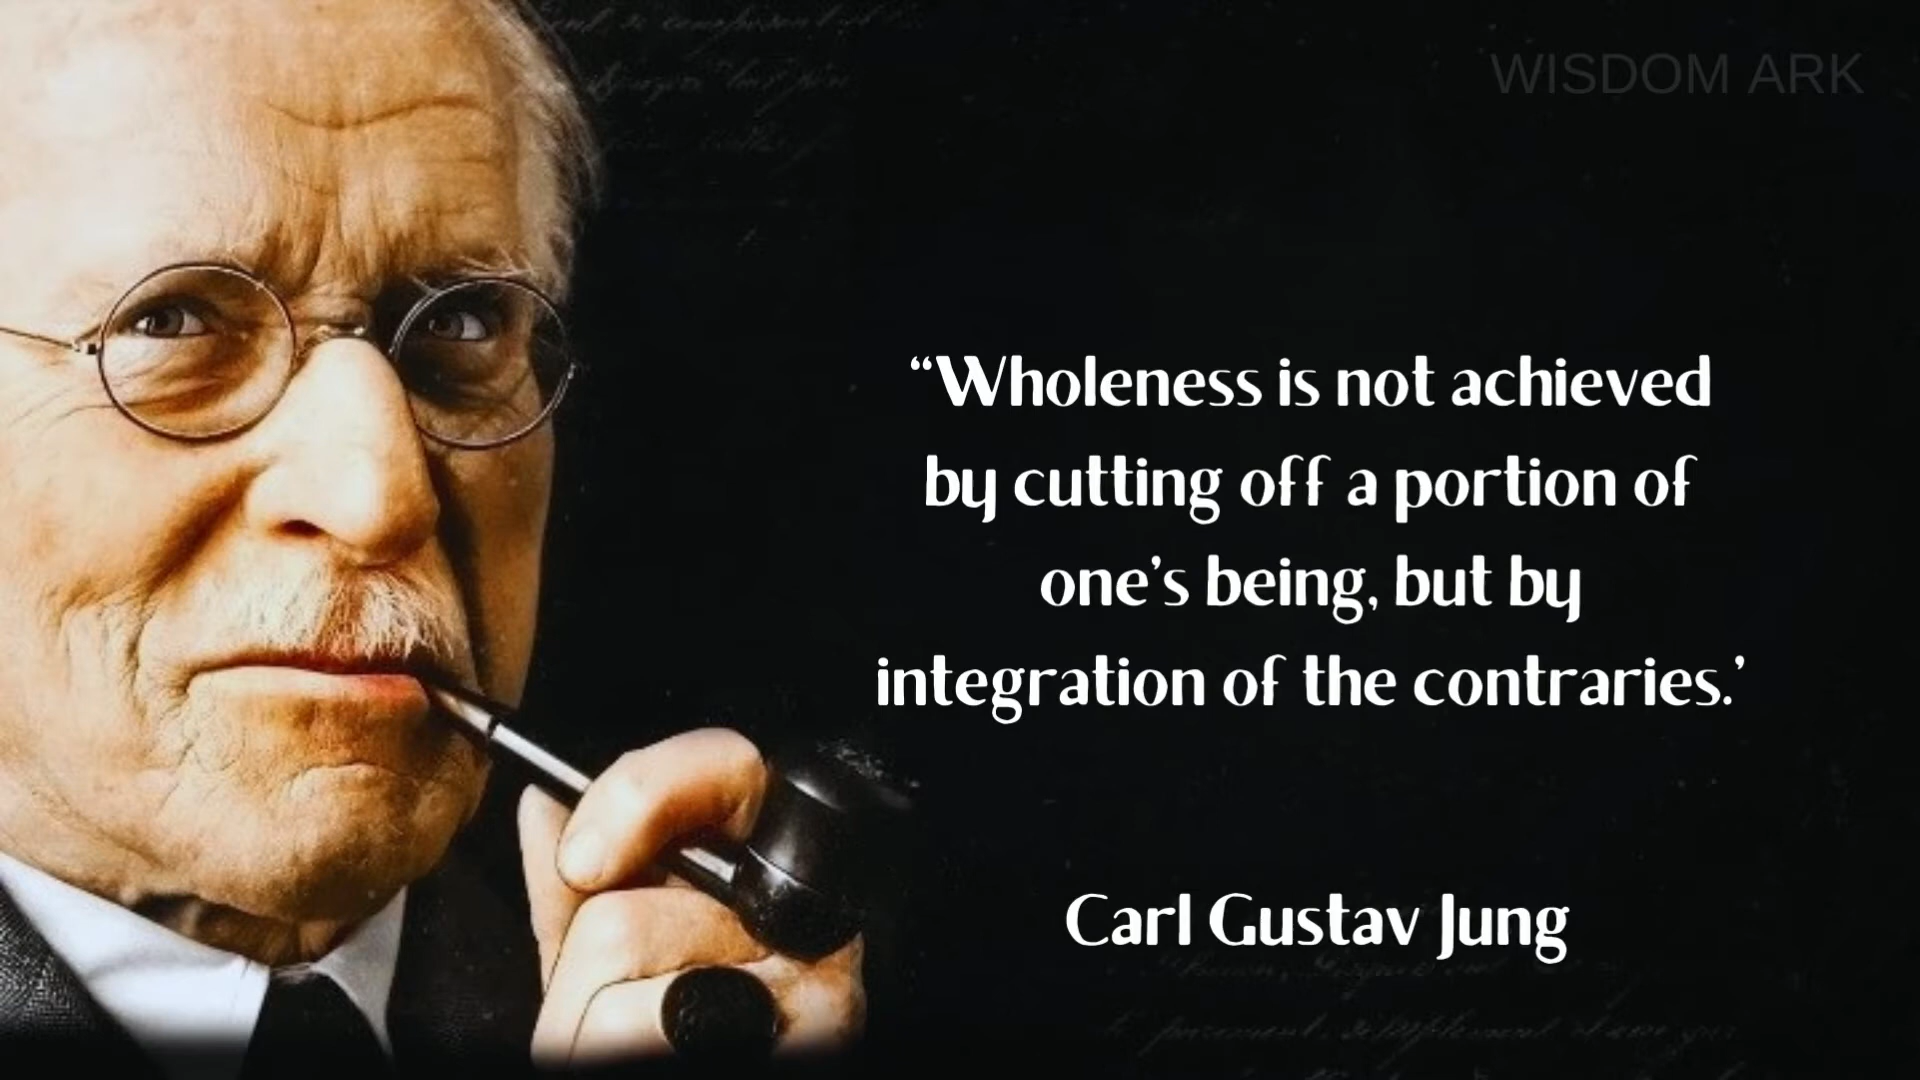 WISDOM ARK
“Wholeness is not achieved
by cutting off a portion of
one’s being, but by
integration of the contraries.’
Carl Gustav Jung